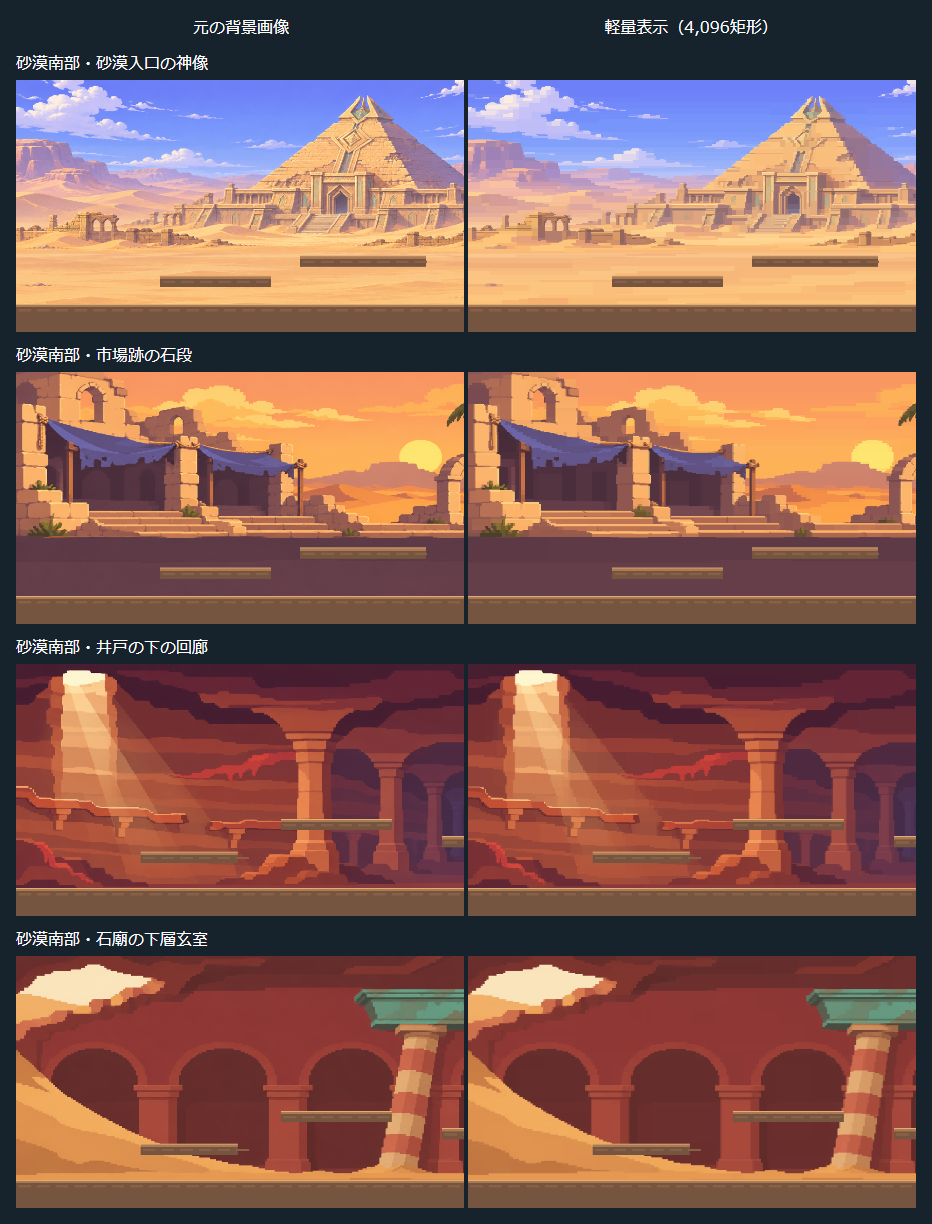 元の背景画像
軽量表示（4,096矩形）
砂漠南部・砂漠入口の神像
砂漠南部・市場跡の石段
砂漠南部・井戸の下の回廊
砂漠南部・石廟の下層玄室